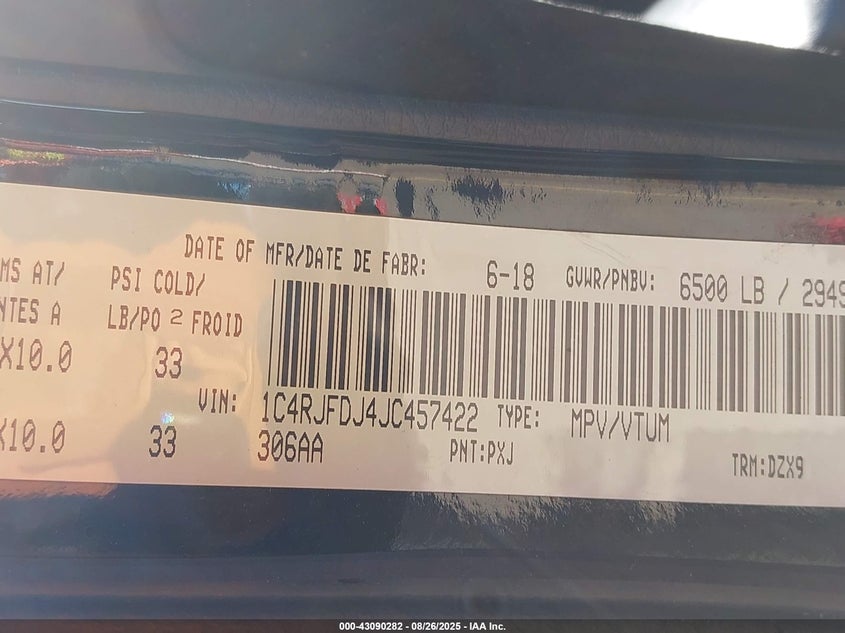 DATE OF MFR/DATE DE FABR: 6-18 GVWR/PNBV: 6500 LB / 2949
MS AT/ PSI COLD/
NTES A LB/PO 2 FROID
X10.0 33
VIN: 1C4RJFDJ4JC457422 TYPE: MPV/VTUM
X10.0 33 306AA PNT:PXJ TRM:DZX9
000-43090282 - 08/26/2025 - IAA Inc.